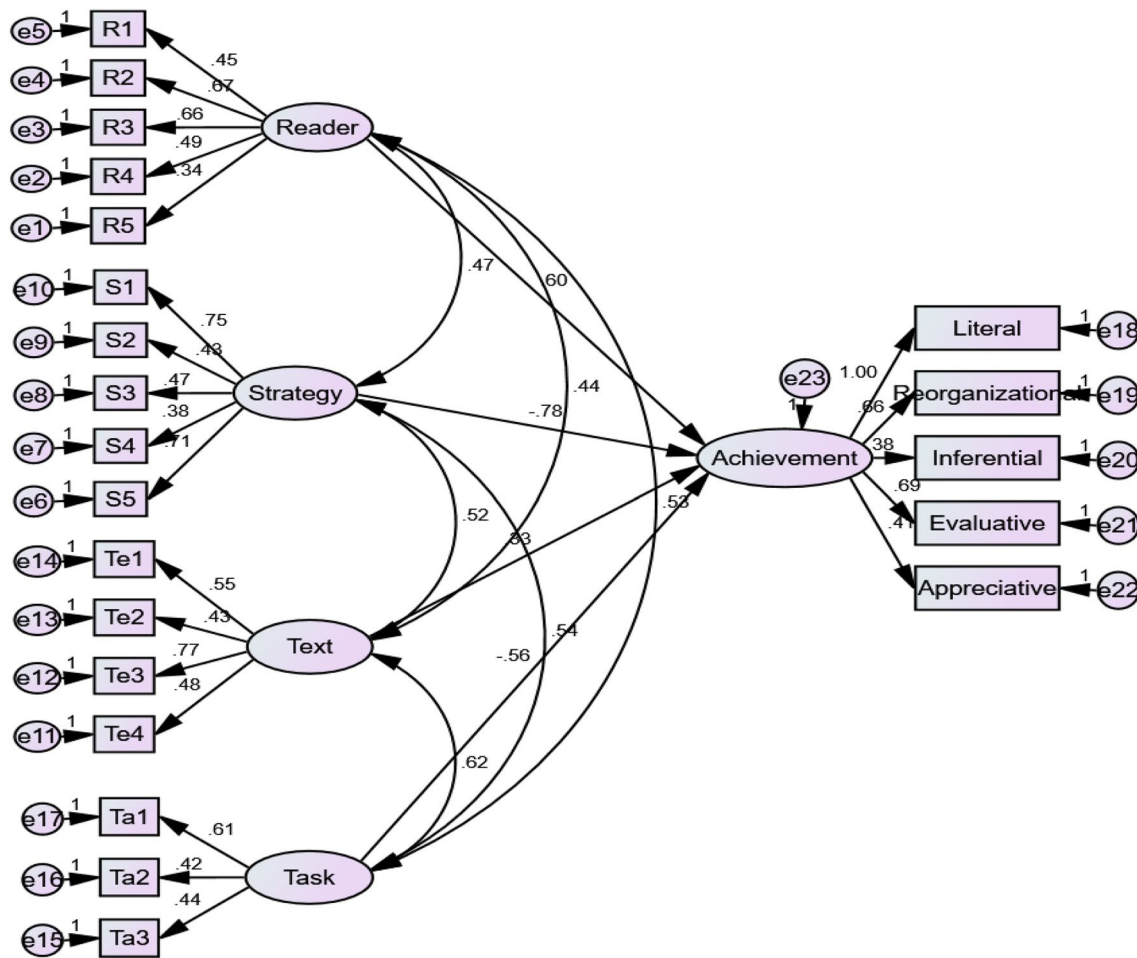 e5 1 R1
.45
e4 1 R2
.67
e3 1 R3
.66
Reader
e2 1 R4
.49
.34
e1 1 R5
.47
60
e10 1 S1
.75
e9 1 S2
.43
e8 1 S3
.47
Strategy
e7 1 S4
.38
.71
e6 1 S5
-.78
.44
e23
1
Achievement
1.00
Literal 1 e18
.66
Reorganizational 1 e19
38
Inferential 1 e20
.69
Evaluative 1 e21
.41
Appreciative 1 e22
.52
.53
e14 1 Te1
.55
e13 1 Te2
.43
Text
e12 1 Te3
.77
.48
e11 1 Te4
-.56
.54
.62
e17 1 Ta1
.61
e16 1 Ta2
.42
Task
.44
e15 1 Ta3